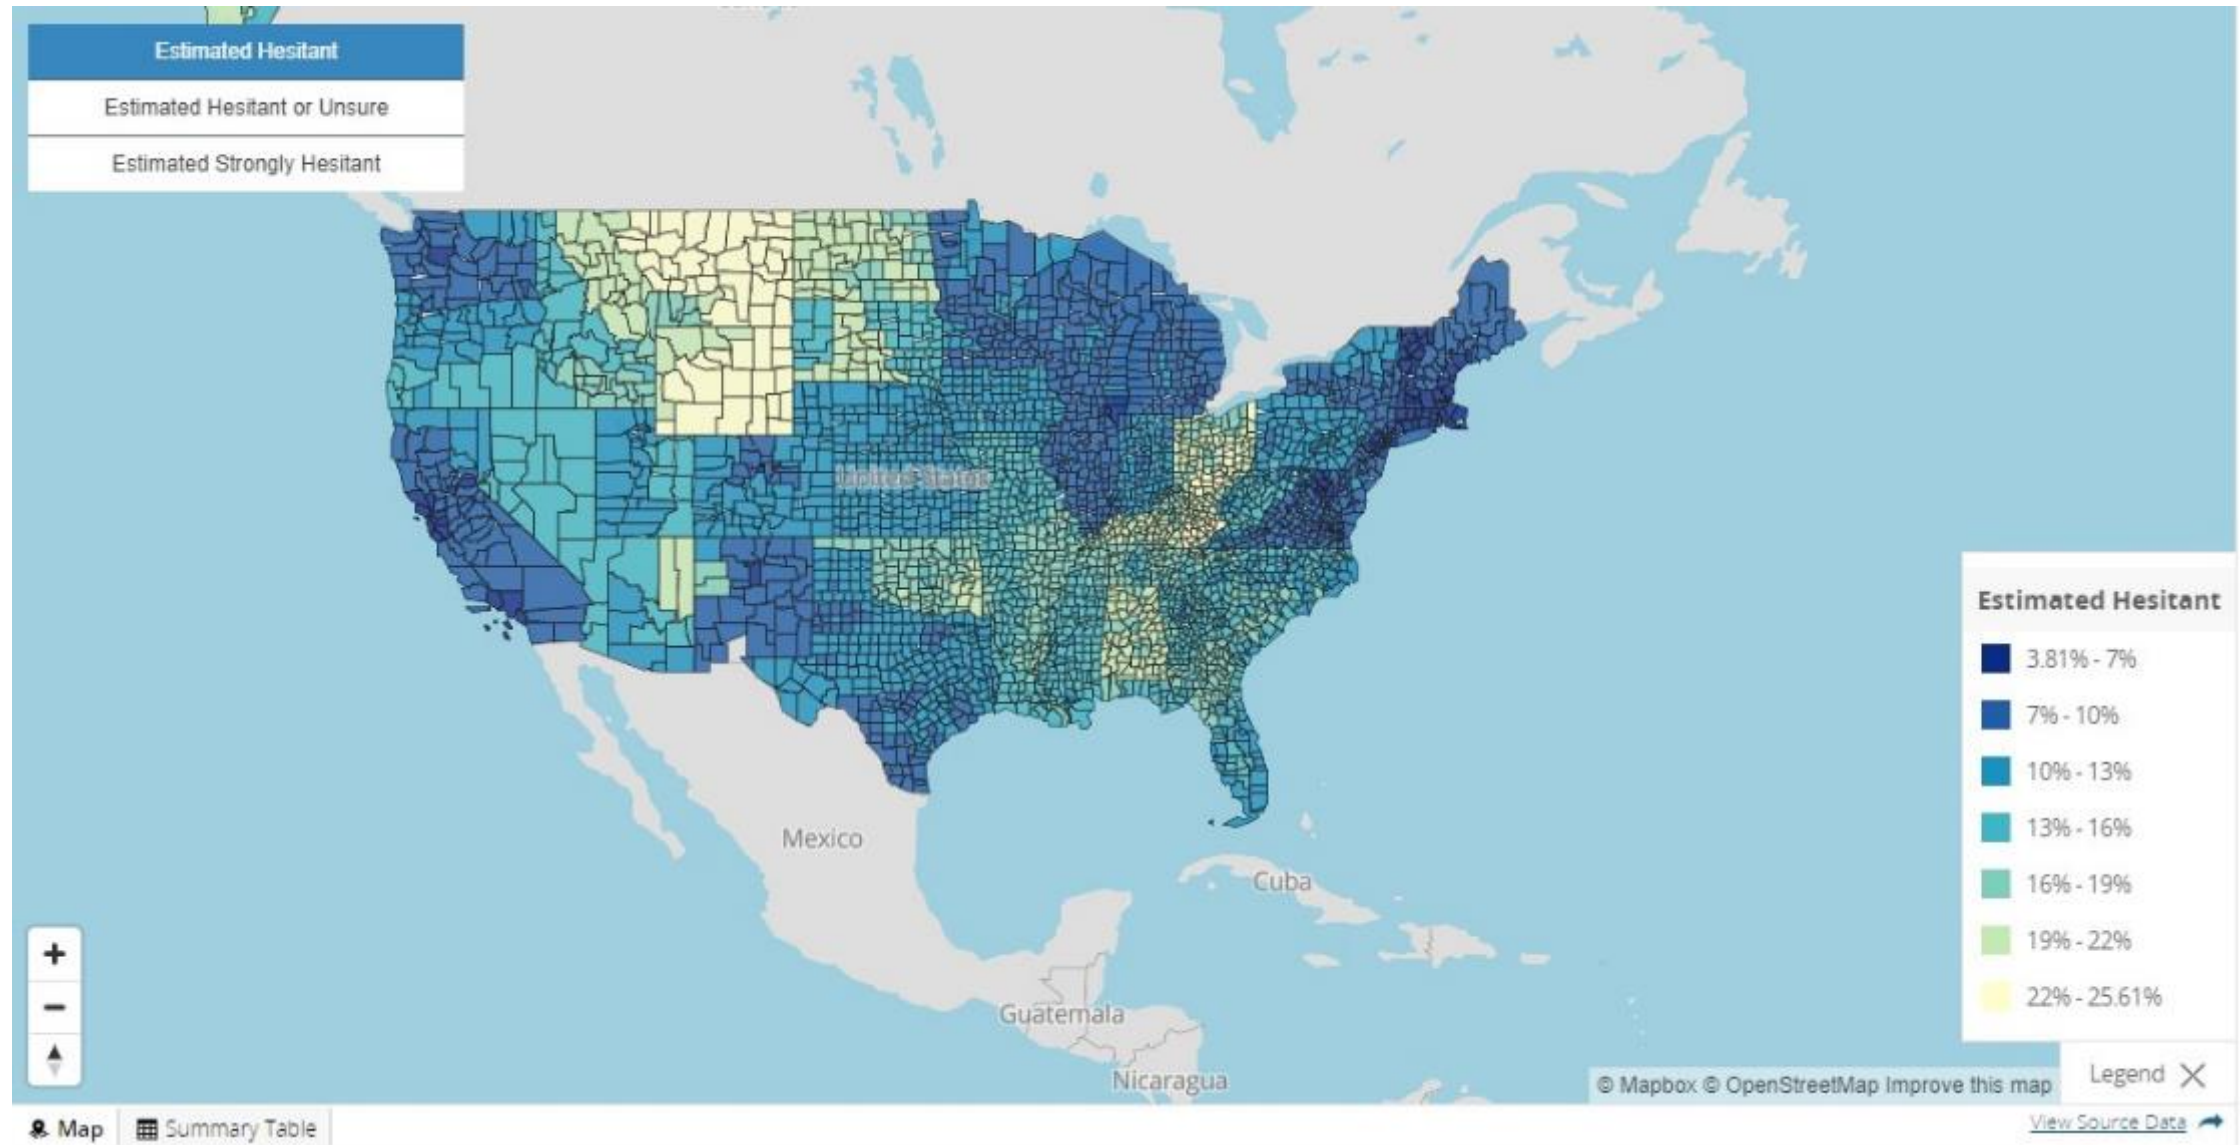 Estimated Hesitant
Estimated Hesitant or Unsure
Estimated Strongly Hesitant
United States
Mexico
Cuba
Guatemala
Nicaragua
Estimated Hesitant
3.81% - 7%
7% - 10%
10% - 13%
13% - 16%
16% - 19%
19% - 22%
22% - 25.61%
Legend
© Mapbox © OpenStreetMap Improve this map
Map
Summary Table
View Source Data